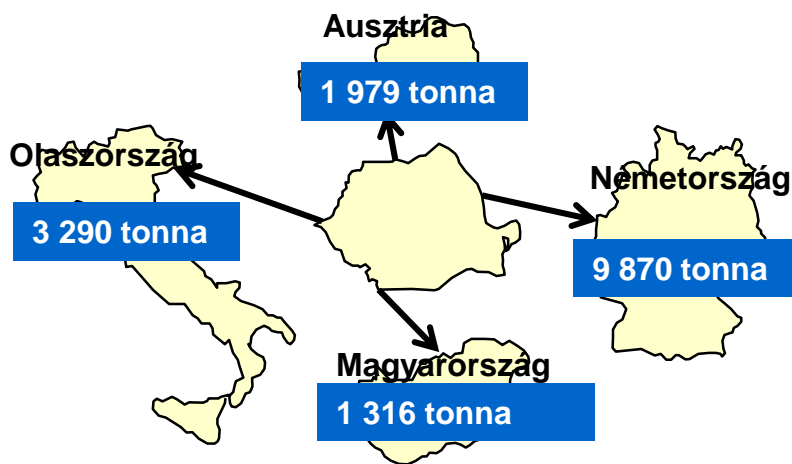 Ausztria
1 979 tonna
Olaszország
3 290 tonna
Németország
9 870 tonna
Magyarország
1 316 tonna